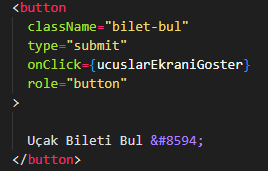 <button
className="bilet-bul"
type="submit"
onClick={ucuslarEkraniGoster}
role="button"
>
Uçak Bileti Bul &#8594;
</button>